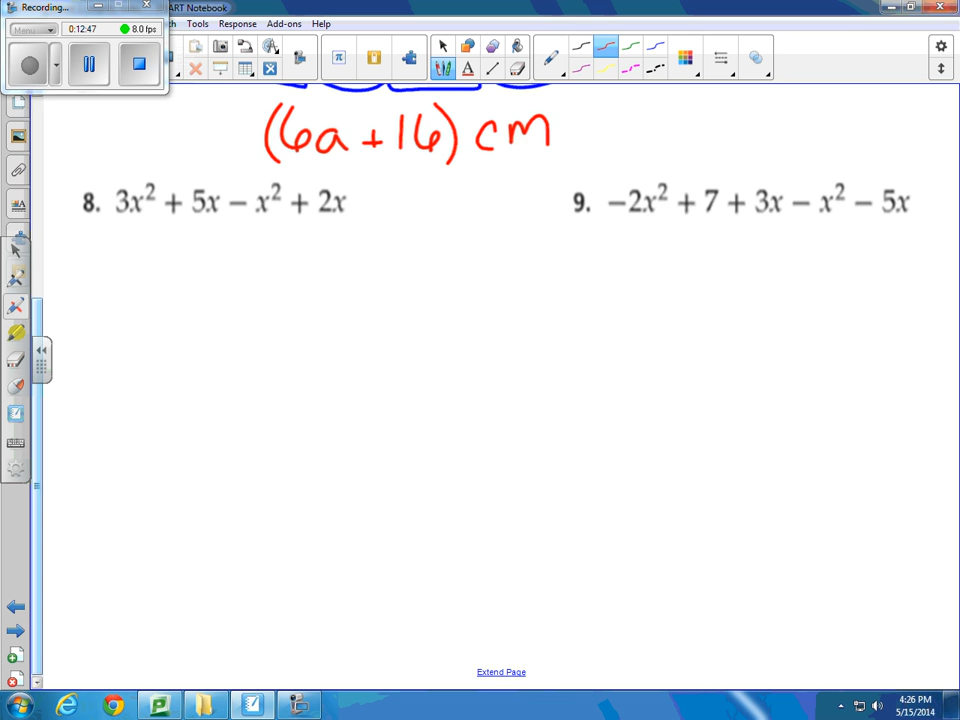 Recording...
ART Notebook
Menu
0:12:47
8.0 fps
Tools Response Add-ons Help
(6a + 16) cm
8. 3x² + 5x − x² + 2x
9. −2x² + 7 + 3x − x² − 5x
Extend Page
4:26 PM
5/15/2014